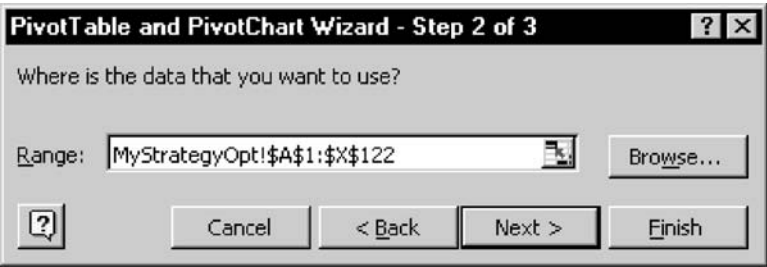 PivotTable and PivotChart Wizard - Step 2 of 3
Where is the data that you want to use?
Range: MyStrategyOpt!$A$1:$X$122 Browse...
Cancel < Back Next > Finish